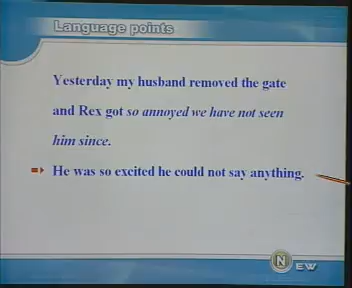 Language points
Yesterday my husband removed the gate
and Rex got so annoyed we have not seen
him since.
He was so excited he could not say anything.
N EW